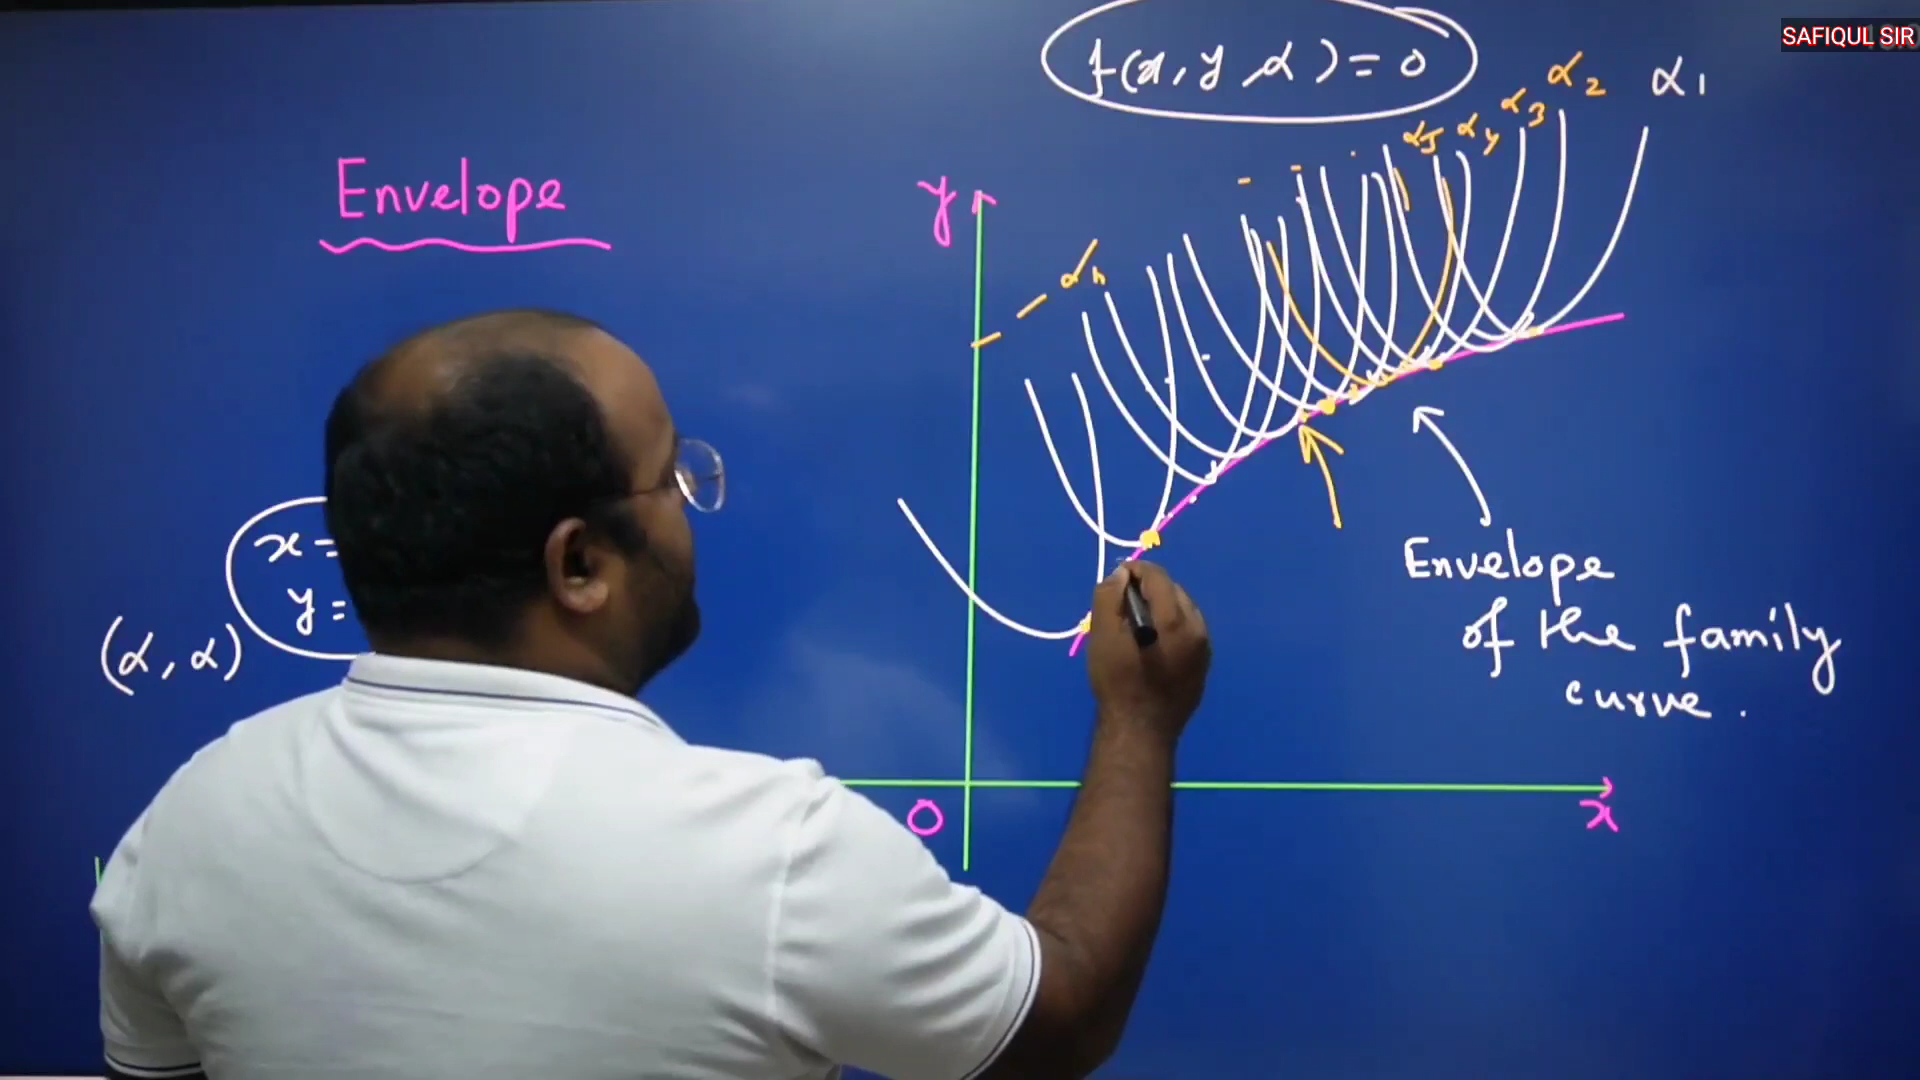 SAFIQUL SIR
f(x, y, α) = 0
α1
α2
α3
α4
α5
αn
Envelope
y
x =
y =
(α, α)
Envelope
of the family
curve.
O
x